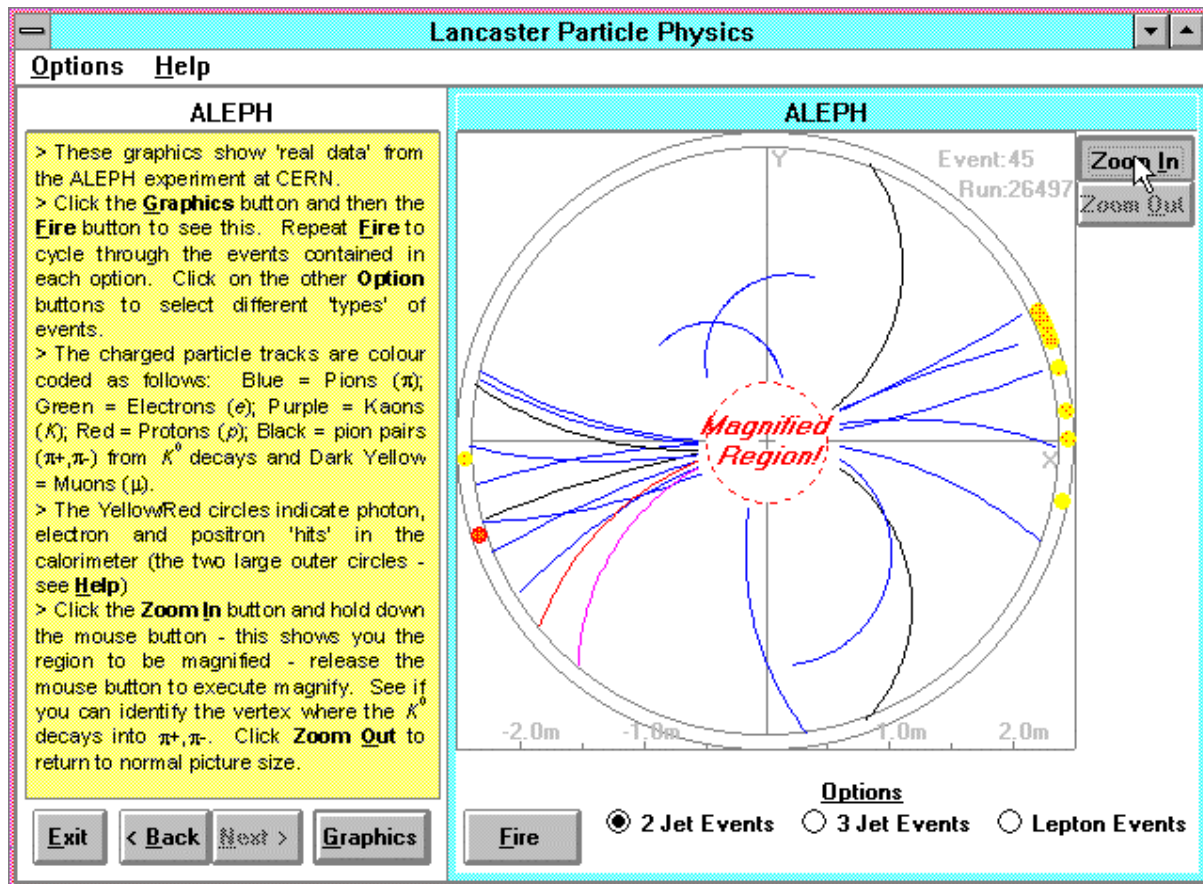 Lancaster Particle Physics
Options Help
ALEPH
> These graphics show 'real data' from
the ALEPH experiment at CERN.
> Click the Graphics button and then the
Fire button to see this. Repeat Fire to
cycle through the events contained in
each option. Click on the other Option
buttons to select different 'types' of
events.
> The charged particle tracks are colour
coded as follows: Blue = Pions (π);
Green = Electrons (e); Purple = Kaons
(K); Red = Protons (p); Black = pion pairs
(π+,π-) from K⁰ decays and Dark Yellow
= Muons (μ).
> The Yellow/Red circles indicate photon,
electron and positron 'hits' in the
calorimeter (the two large outer circles -
see Help)
> Click the Zoom In button and hold down
the mouse button - this shows you the
region to be magnified - release the
mouse button to execute magnify. See if
you can identify the vertex where the K⁰
decays into π+,π-. Click Zoom Out to
return to normal picture size.
Exit < Back Next > Graphics
ALEPH
Y
Event:45
Run:26497
Zoom In
Zoom Out
Magnified
Region!
X
-2.0m -1.0m 1.0m 2.0m
Options
Fire 2 Jet Events 3 Jet Events Lepton Events